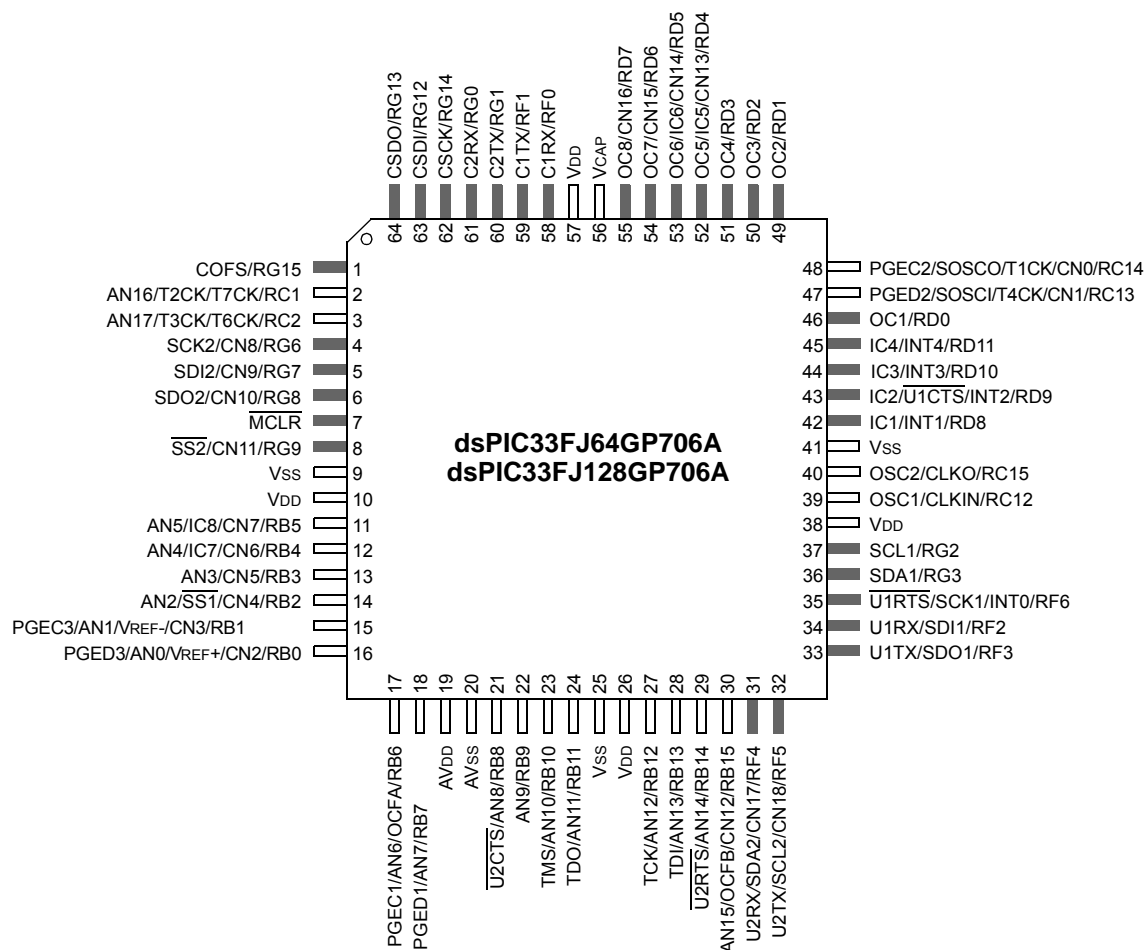 CSDO/RG13
CSDI/RG12
CSCK/RG14
C2RX/RG0
C2TX/RG1
C1TX/RF1
C1RX/RF0
VDD
VCAP
OC8/CN16/RD7
OC7/CN15/RD6
OC6/IC6/CN14/RD5
OC5/IC5/CN13/RD4
OC4/RD3
OC3/RD2
OC2/RD1
64 63 62 61 60 59 58 57 56 55 54 53 52 51 50 49
COFS/RG15 1
AN16/T2CK/T7CK/RC1 2
AN17/T3CK/T6CK/RC2 3
SCK2/CN8/RG6 4
SDI2/CN9/RG7 5
SDO2/CN10/RG8 6
MCLR 7
SS2/CN11/RG9 8
VSS 9
VDD 10
AN5/IC8/CN7/RB5 11
AN4/IC7/CN6/RB4 12
AN3/CN5/RB3 13
AN2/SS1/CN4/RB2 14
PGEC3/AN1/VREF-/CN3/RB1 15
PGED3/AN0/VREF+/CN2/RB0 16
dsPIC33FJ64GP706A
dsPIC33FJ128GP706A
48 PGEC2/SOSCO/T1CK/CN0/RC14
47 PGED2/SOSCI/T4CK/CN1/RC13
46 OC1/RD0
45 IC4/INT4/RD11
44 IC3/INT3/RD10
43 IC2/U1CTS/INT2/RD9
42 IC1/INT1/RD8
41 VSS
40 OSC2/CLKO/RC15
39 OSC1/CLKIN/RC12
38 VDD
37 SCL1/RG2
36 SDA1/RG3
35 U1RTS/SCK1/INT0/RF6
34 U1RX/SDI1/RF2
33 U1TX/SDO1/RF3
17 18 19 20 21 22 23 24 25 26 27 28 29 30 31 32
PGEC1/AN6/OCFA/RB6
PGED1/AN7/RB7
AVDD
AVSS
U2CTS/AN8/RB8
AN9/RB9
TMS/AN10/RB10
TDO/AN11/RB11
VSS
VDD
TCK/AN12/RB12
TDI/AN13/RB13
U2RTS/AN14/RB14
AN15/OCFB/CN12/RB15
U2RX/SDA2/CN17/RF4
U2TX/SCL2/CN18/RF5